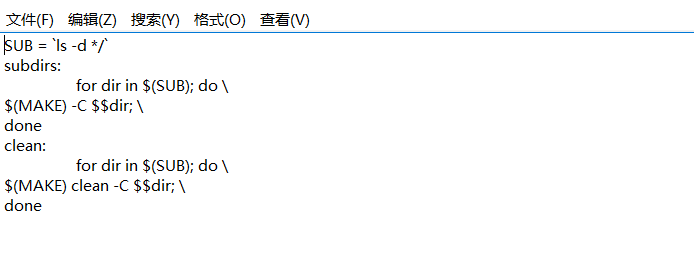 文件(F) 编辑(Z) 搜索(Y) 格式(O) 查看(V)
SUB = `ls -d */`
subdirs:
for dir in $(SUB); do \
$(MAKE) -C $$dir; \
done
clean:
for dir in $(SUB); do \
$(MAKE) clean -C $$dir; \
done